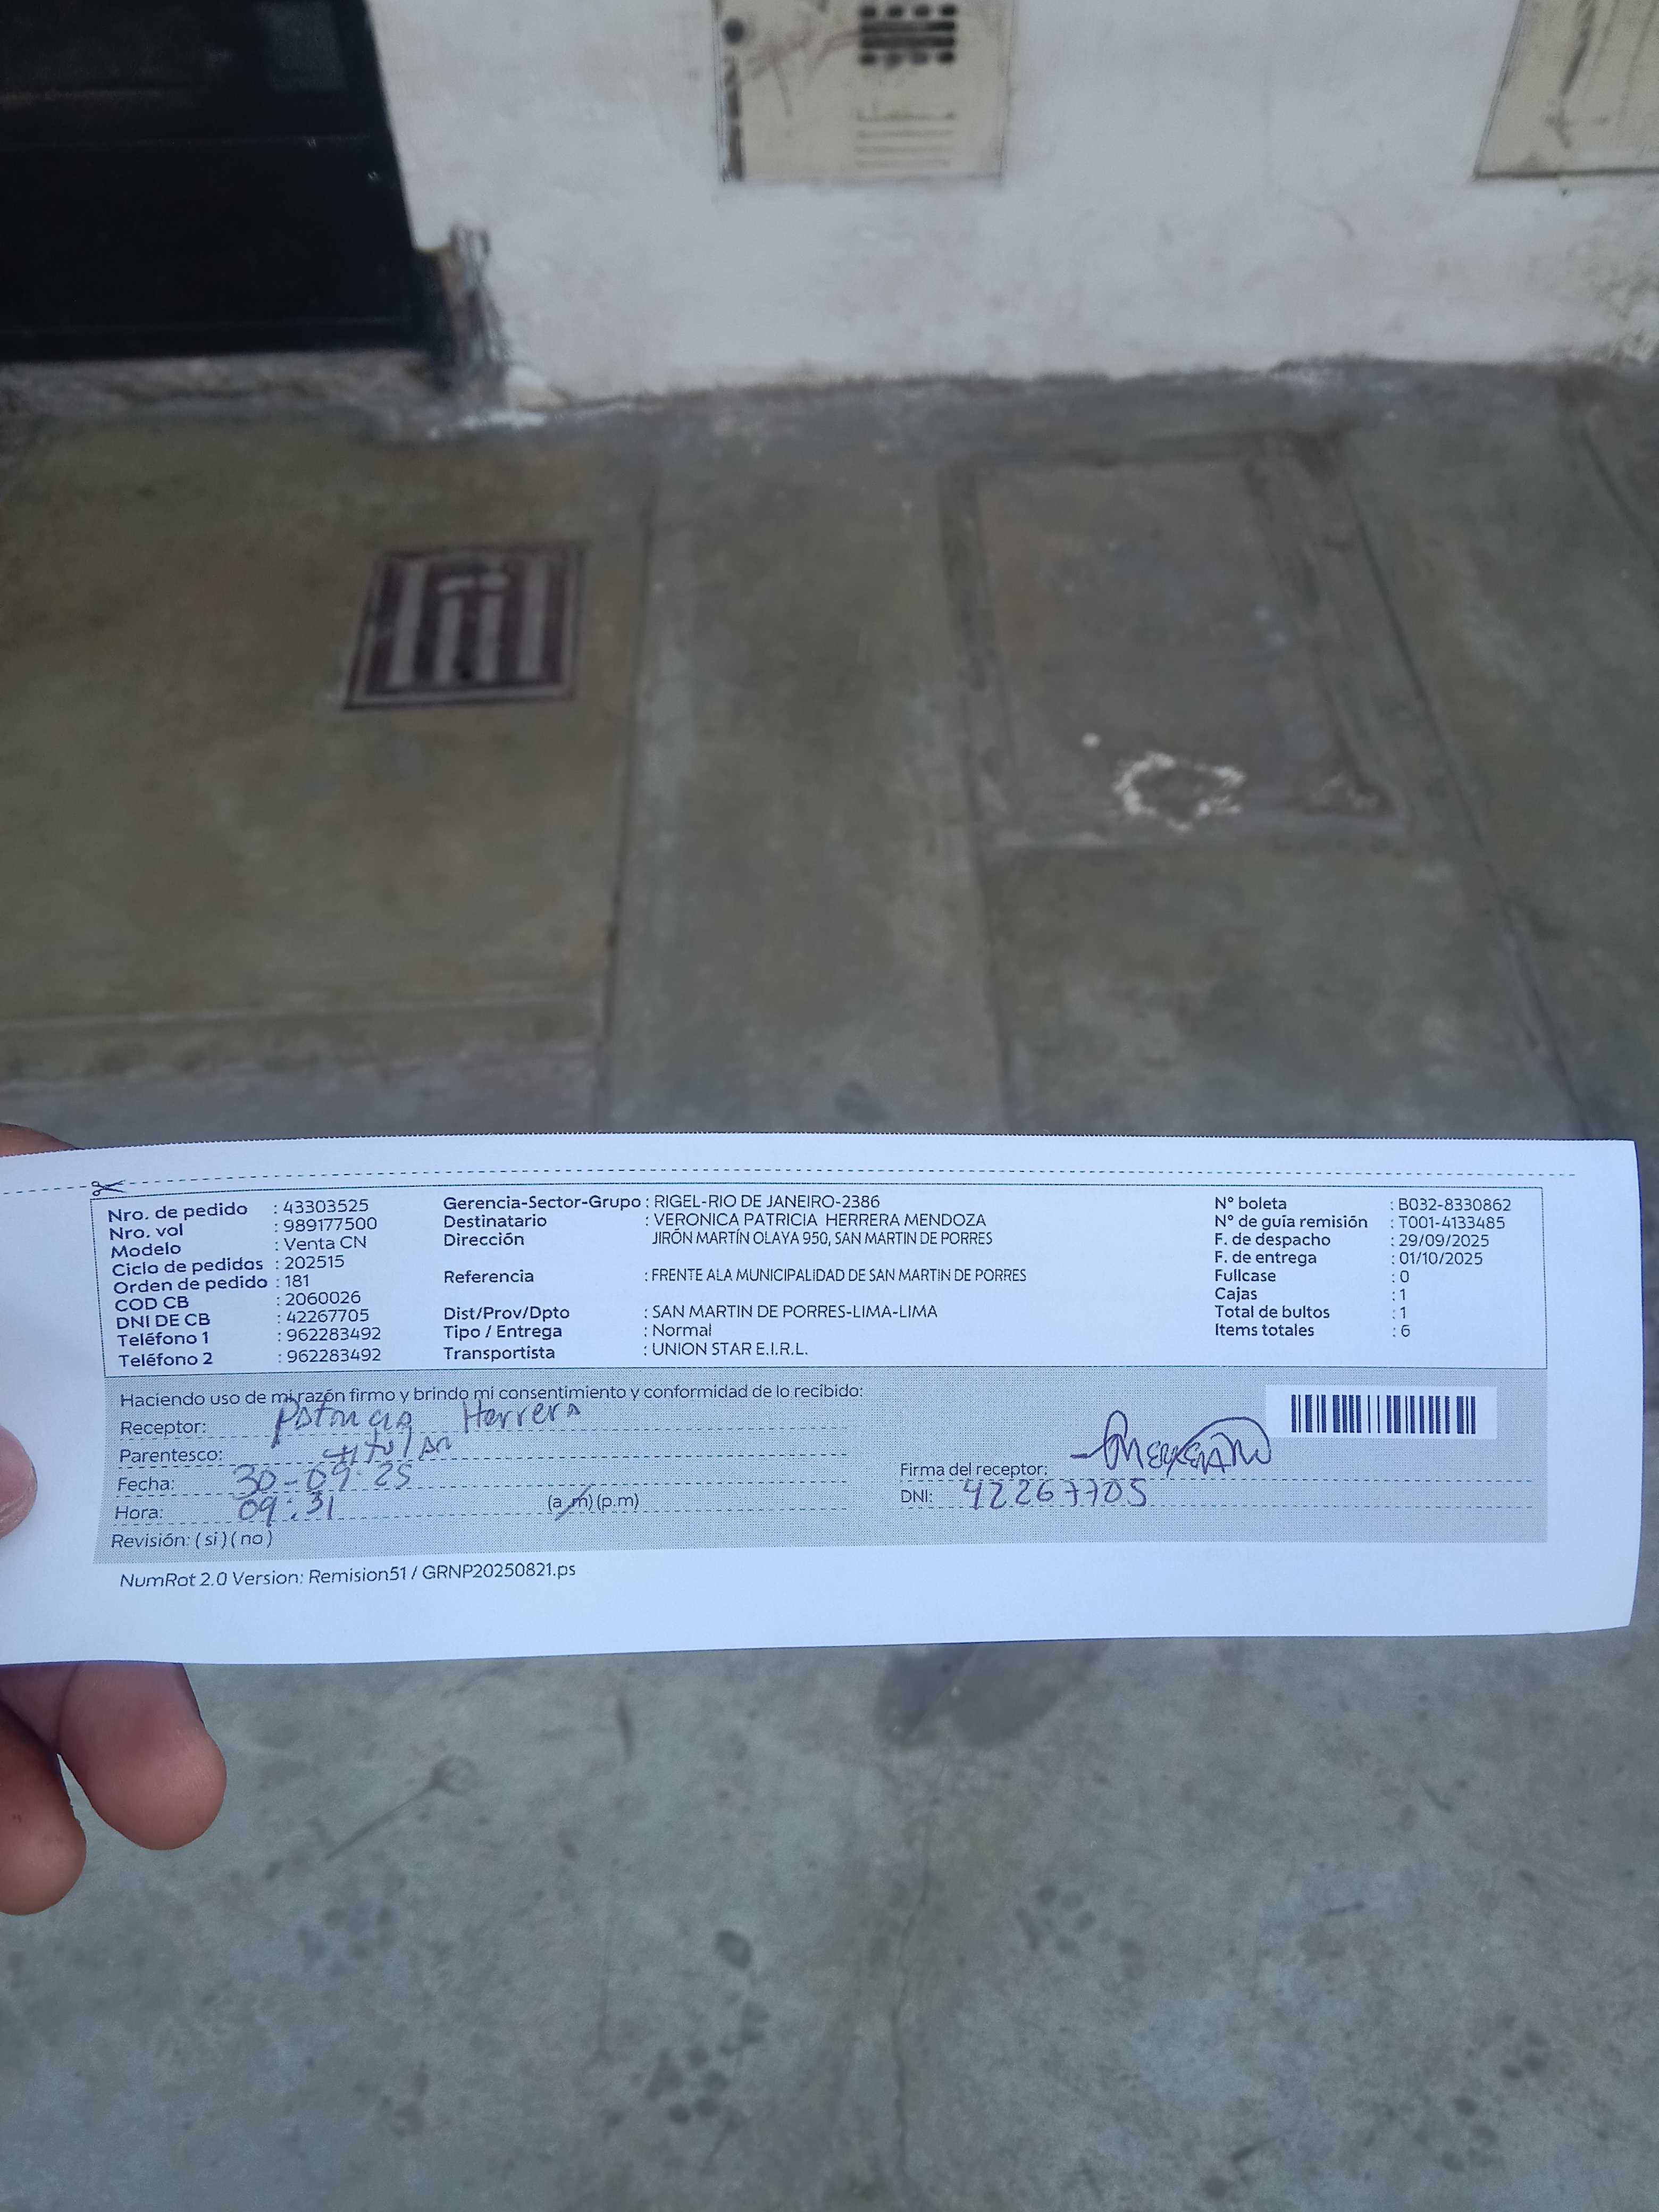 Nro. de pedido : 43303525
Nro. vol : 989177500
Modelo : Venta CN
Ciclo de pedidos : 202515
Orden de pedido : 181
COD CB : 2060026
DNI DE CB : 42267705
Teléfono 1 : 962283492
Teléfono 2 : 962283492
Gerencia-Sector-Grupo : RIGEL-RIO DE JANEIRO-2386
Destinatario : VERONICA PATRICIA HERRERA MENDOZA
Dirección JIRÓN MARTÍN OLAYA 950, SAN MARTIN DE PORRES
Referencia : FRENTE ALA MUNICIPALIDAD DE SAN MARTIN DE PORRES
Dist/Prov/Dpto : SAN MARTIN DE PORRES-LIMA-LIMA
Tipo / Entrega : Normal
Transportista : UNION STAR E.I.R.L.
N° boleta : B032-8330862
N° de guía remisión : T001-4133485
F. de despacho : 29/09/2025
F. de entrega : 01/10/2025
Fullcase : 0
Cajas : 1
Total de bultos : 1
Items totales : 6
Haciendo uso de mi razón firmo y brindo mi consentimiento y conformidad de lo recibido:
Receptor: Patricia Herrera
Parentesco: titular
Fecha: 30-09-25
Hora: 09:31 (a.m) (p.m)
Revisión: ( si ) ( no )
Firma del receptor:
DNI: 42267705
NumRot 2.0 Version: Remision51 / GRNP20250821.ps